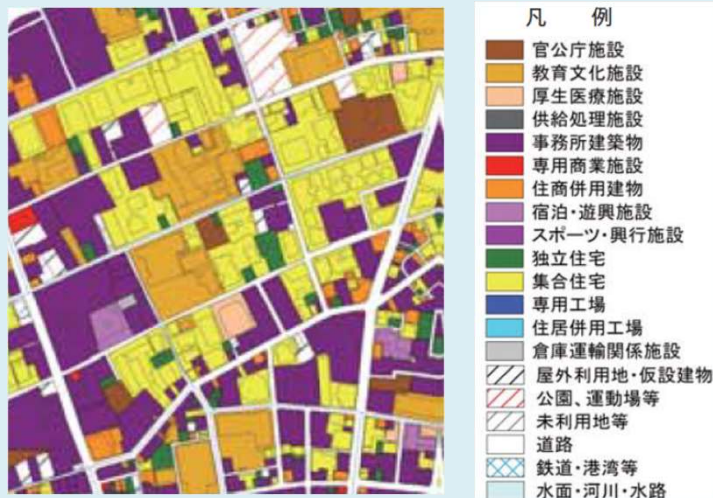 凡 例
官公庁施設
教育文化施設
厚生医療施設
供給処理施設
事務所建築物
専用商業施設
住商併用建物
宿泊・遊興施設
スポーツ・興行施設
独立住宅
集合住宅
専用工場
住居併用工場
倉庫運輸関係施設
屋外利用地・仮設建物
公園、運動場等
未利用地等
道路
鉄道・港湾等
水面・河川・水路